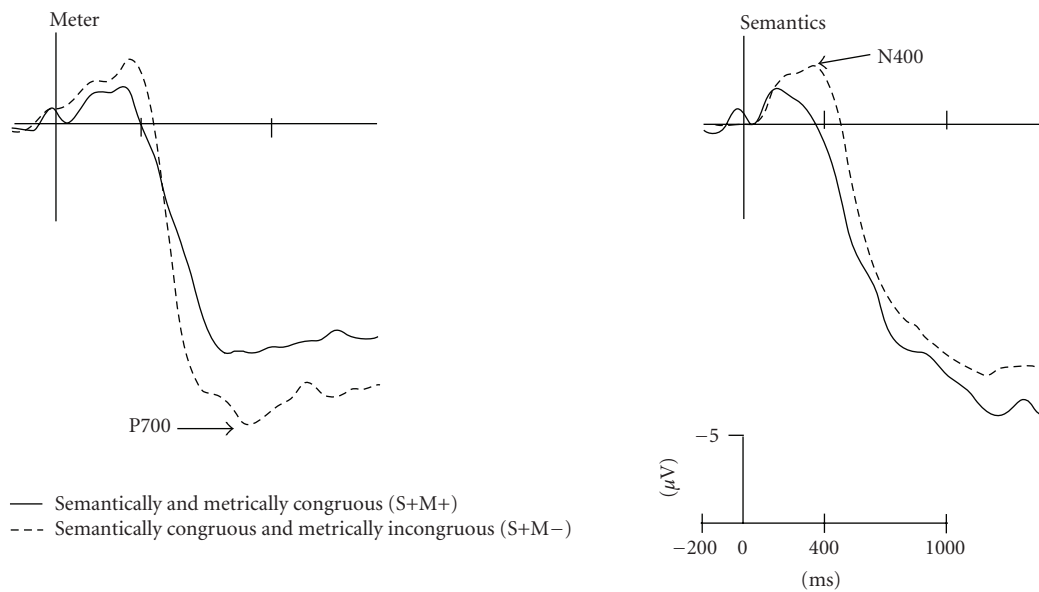 Meter
P700
Semantically and metrically congruous (S+M+)
Semantically congruous and metrically incongruous (S+M−)
Semantics
N400
−5
(μV)
−200 0 400 1000
(ms)